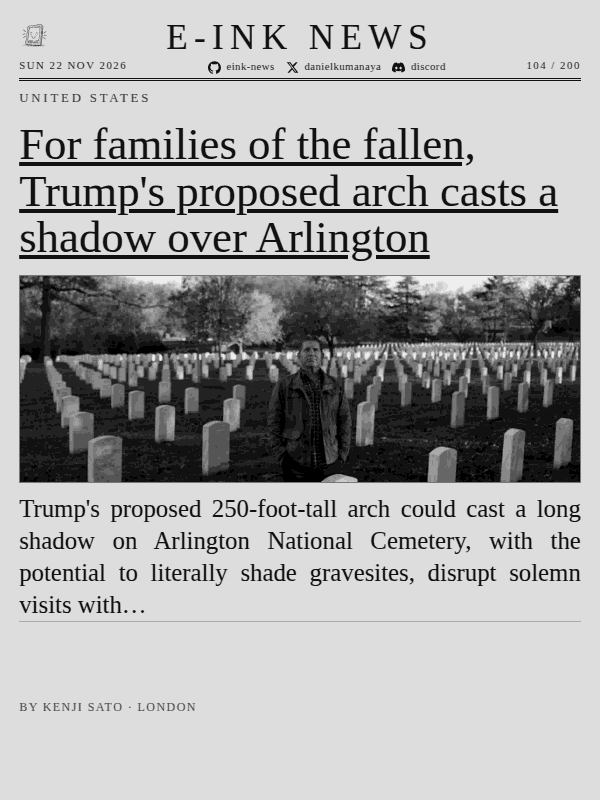 E-INK NEWS
SUN 22 NOV 2026
eink-news
danielkumanaya
discord
104 / 200
UNITED STATES
For families of the fallen,
Trump's proposed arch casts a
shadow over Arlington
Trump's proposed 250-foot-tall arch could cast a long
shadow on Arlington National Cemetery, with the
potential to literally shade gravesites, disrupt solemn
visits with…
BY KENJI SATO · LONDON